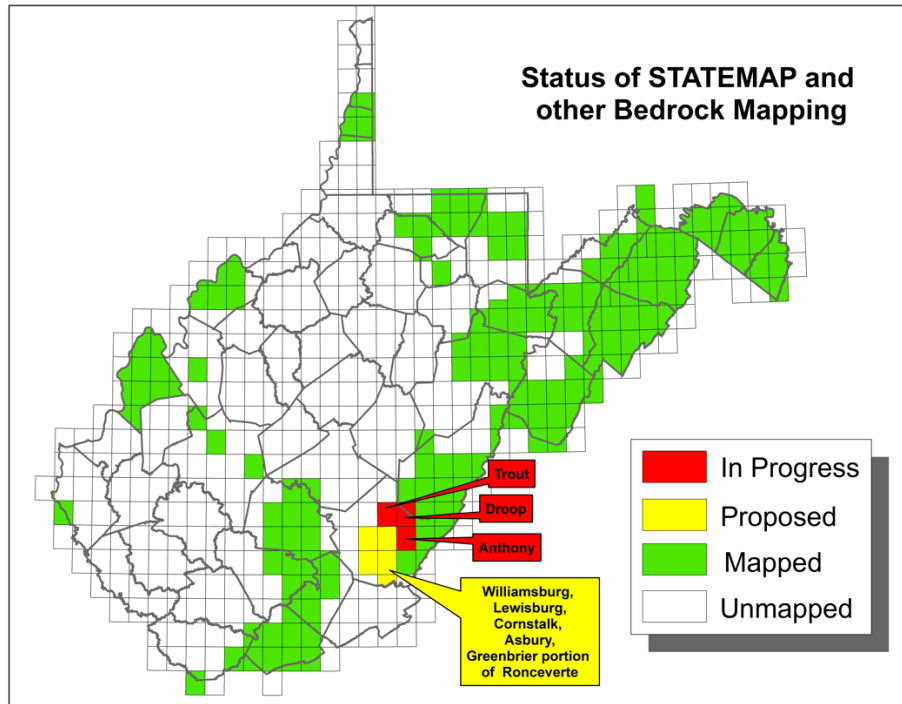 Status of STATEMAP and
other Bedrock Mapping
Trout
Droop
Anthony
Williamsburg,
Lewisburg,
Cornstalk,
Asbury,
Greenbrier portion
of Ronceverte
In Progress
Proposed
Mapped
Unmapped